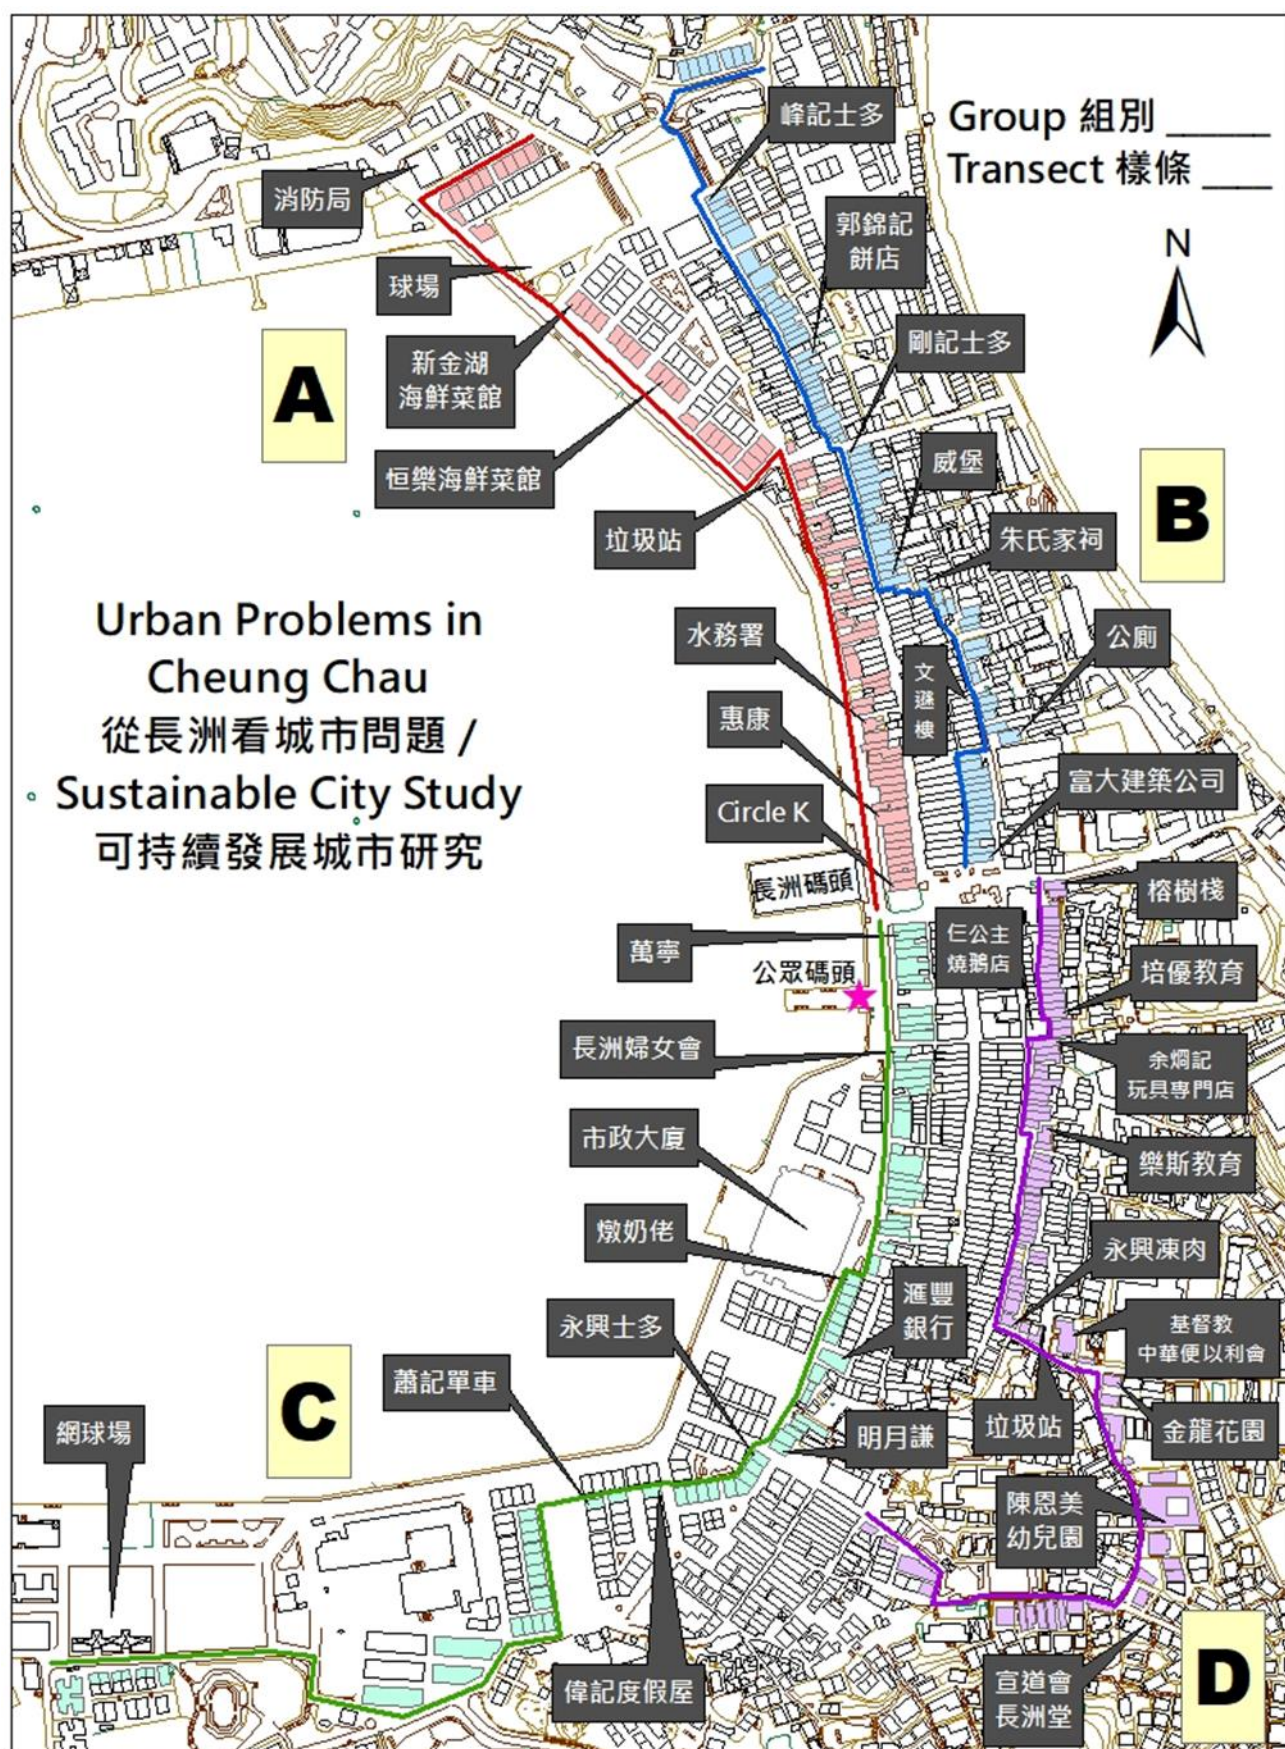 Group 組別 _____
Transect 樣條 ____
N
峰記士多
消防局
郭錦記
餅店
球場
剛記士多
新金湖
海鮮菜館
A
威堡
恒樂海鮮菜館
B
垃圾站
朱氏家祠
Urban Problems in
Cheung Chau
從長洲看城市問題 /
Sustainable City Study
可持續發展城市研究
水務署
公廁
文
遜
樓
惠康
富大建築公司
Circle K
長洲碼頭
榕樹棧
萬寧
仨公主
燒鵝店
公眾碼頭
培優教育
長洲婦女會
余烱記
玩具專門店
市政大廈
樂斯教育
燉奶佬
永興凍肉
滙豐
銀行
永興士多
基督教
中華便以利會
蕭記單車
C
網球場
明月謙
垃圾站
金龍花園
陳恩美
幼兒園
偉記度假屋
宣道會
長洲堂
D